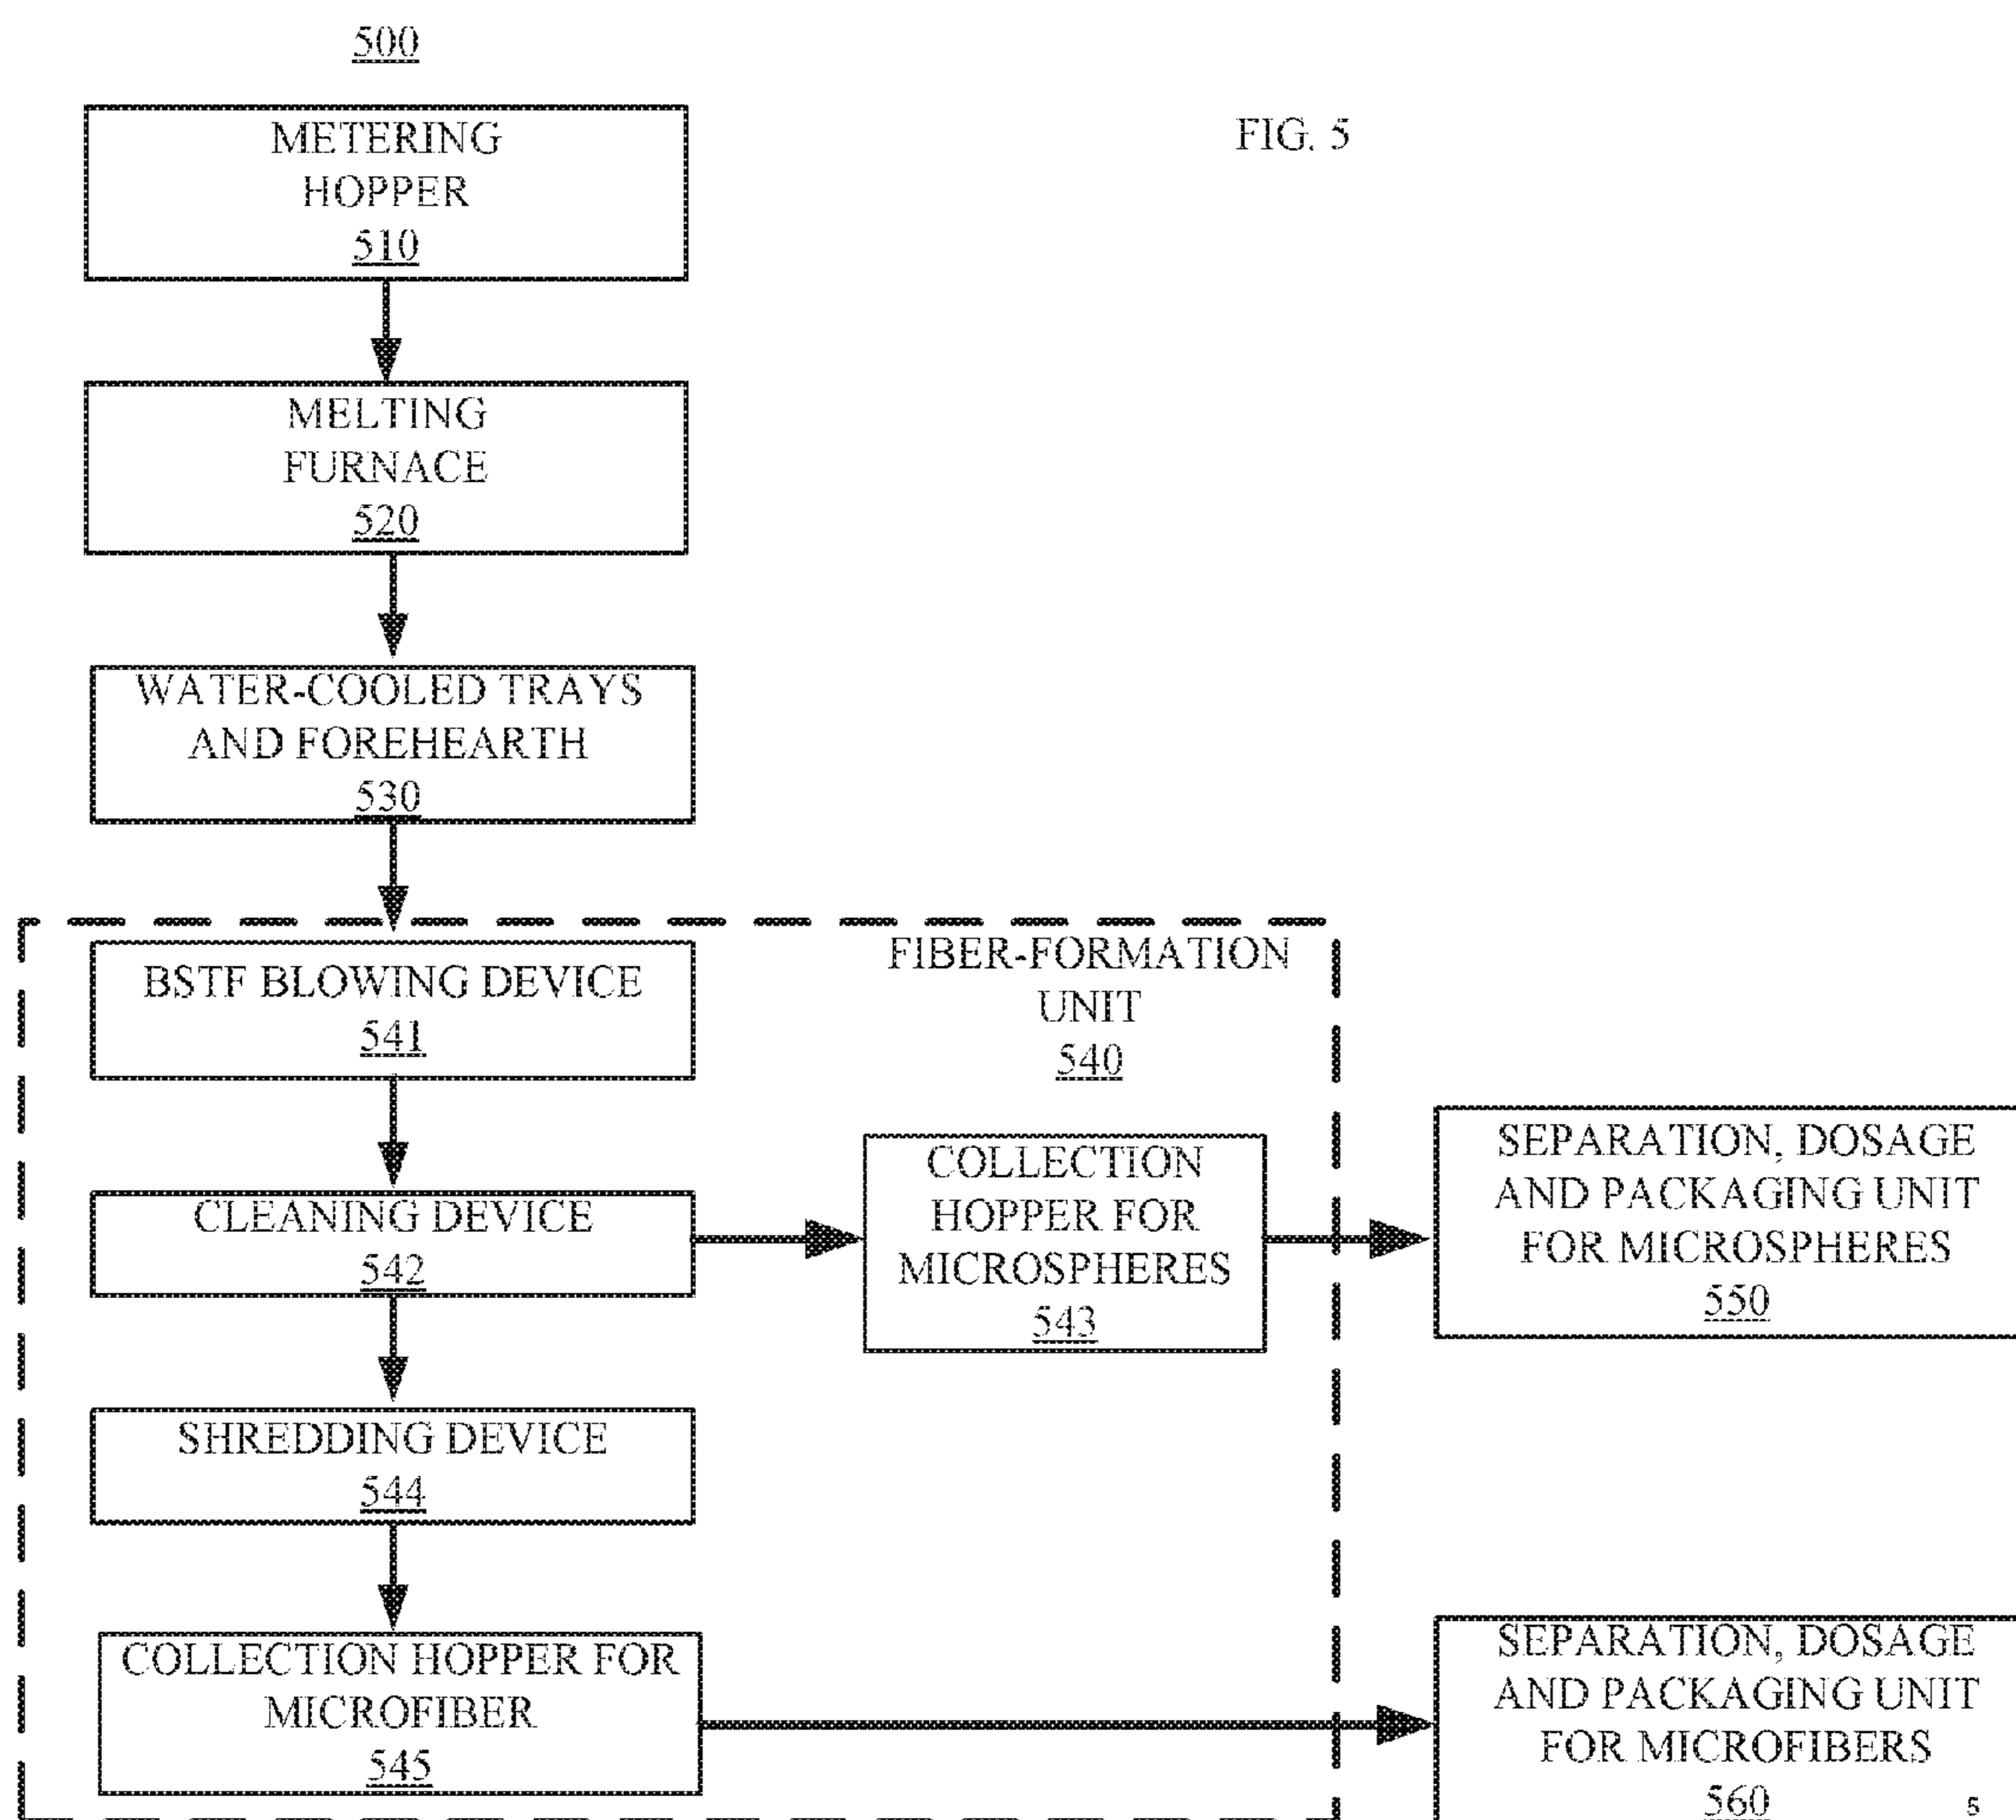 500
METERING
HOPPER
510
FIG. 5
MELTING
FURNACE
520
WATER-COOLED TRAYS
AND FOREHEARTH
530
BSTF BLOWING DEVICE
541
FIBER-FORMATION
UNIT
540
CLEANING DEVICE
542
COLLECTION
HOPPER FOR
MICROSPHERES
543
SEPARATION, DOSAGE
AND PACKAGING UNIT
FOR MICROSPHERES
550
SHREDDING DEVICE
544
COLLECTION HOPPER FOR
MICROFIBER
545
SEPARATION, DOSAGE
AND PACKAGING UNIT
FOR MICROFIBERS
560
5